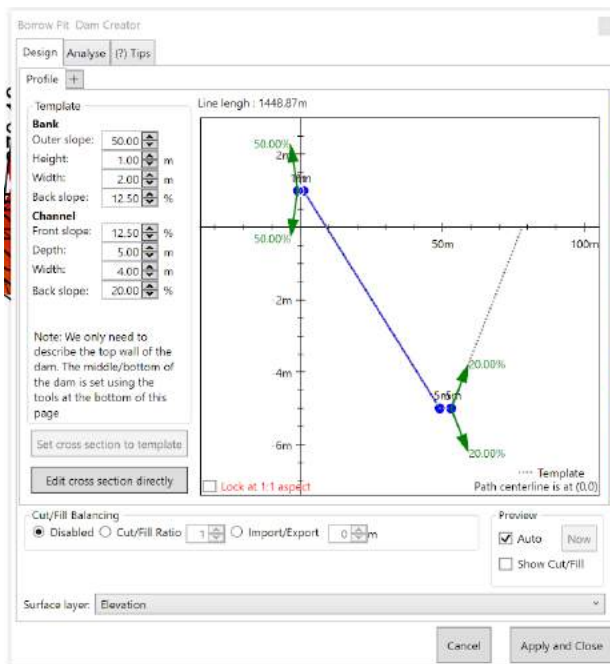 Borrow Pit Dam Creator
Design Analyse (?) Tips
Profile +
Template
Bank
Outer slope: 50.00
Height: 1.00 m
Width: 2.00 m
Back slope: 12.50 %
Channel
Front slope: 12.50 %
Depth: 5.00 m
Width: 4.00 m
Back slope: 20.00 %
Note: We only need to
describe the top wall of the
dam. The middle/bottom of
the dam is set using the
tools at the bottom of this
page
Set cross section to template
Edit cross section directly
Line lengh : 1448.87m
50.00%
2m
50.00%
50m
100m
2m
4m
20.00%
6m
20.00%
Template
Lock at 1:1 aspect
Path centerline is at (0.0)
Cut/Fill Balancing
Disabled Cut/Fill Ratio 1 Import/Export 0 m
Preview
Auto Now
Show Cut/Fill
Surface layer: Elevation
Cancel Apply and Close